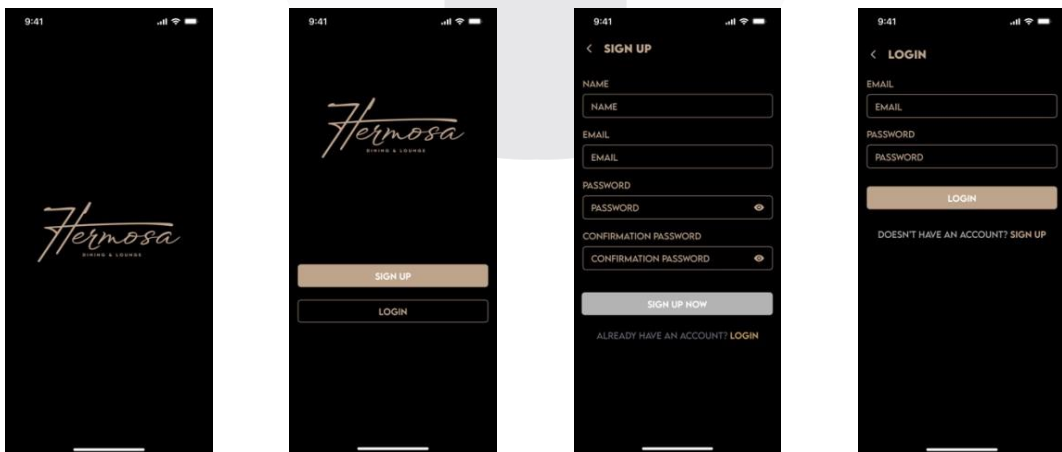 9:41
Hermosa
DINING & LOUNGE
9:41
Hermosa
DINING & LOUNGE
SIGN UP
LOGIN
9:41
< SIGN UP
NAME
NAME
EMAIL
EMAIL
PASSWORD
PASSWORD
CONFIRMATION PASSWORD
CONFIRMATION PASSWORD
SIGN UP NOW
ALREADY HAVE AN ACCOUNT? LOGIN
9:41
< LOGIN
EMAIL
EMAIL
PASSWORD
PASSWORD
LOGIN
DOESN'T HAVE AN ACCOUNT? SIGN UP